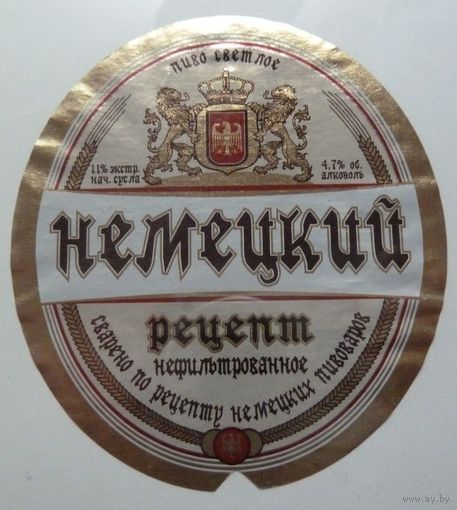 пиво светлое
11% экстр. 4.7% об.
нач. сусла алкоголь
немецкий
рецепт
нефильтрованное
сварено по рецепту немецких пивоваров
www.ay.by